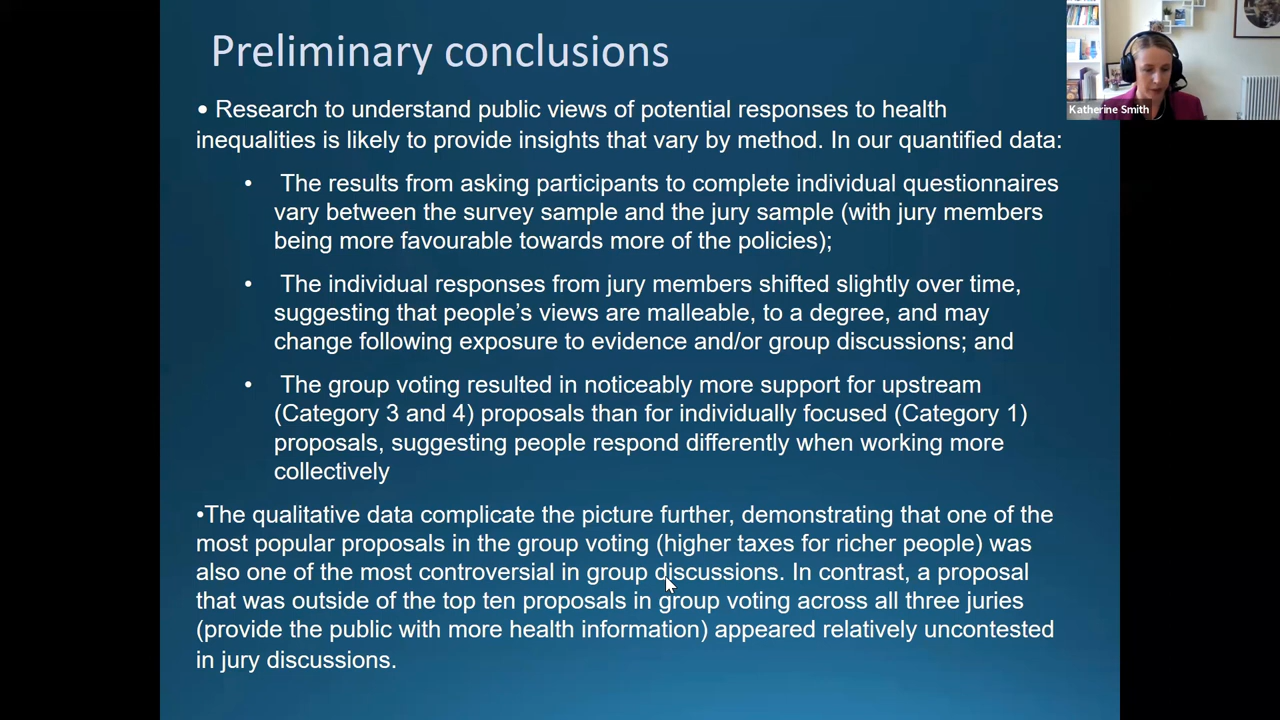 Preliminary conclusions
Katherine Smith
• Research to understand public views of potential responses to health
inequalities is likely to provide insights that vary by method. In our quantified data:
• The results from asking participants to complete individual questionnaires
vary between the survey sample and the jury sample (with jury members
being more favourable towards more of the policies);
• The individual responses from jury members shifted slightly over time,
suggesting that people's views are malleable, to a degree, and may
change following exposure to evidence and/or group discussions; and
• The group voting resulted in noticeably more support for upstream
(Category 3 and 4) proposals than for individually focused (Category 1)
proposals, suggesting people respond differently when working more
collectively
•The qualitative data complicate the picture further, demonstrating that one of the
most popular proposals in the group voting (higher taxes for richer people) was
also one of the most controversial in group discussions. In contrast, a proposal
that was outside of the top ten proposals in group voting across all three juries
(provide the public with more health information) appeared relatively uncontested
in jury discussions.